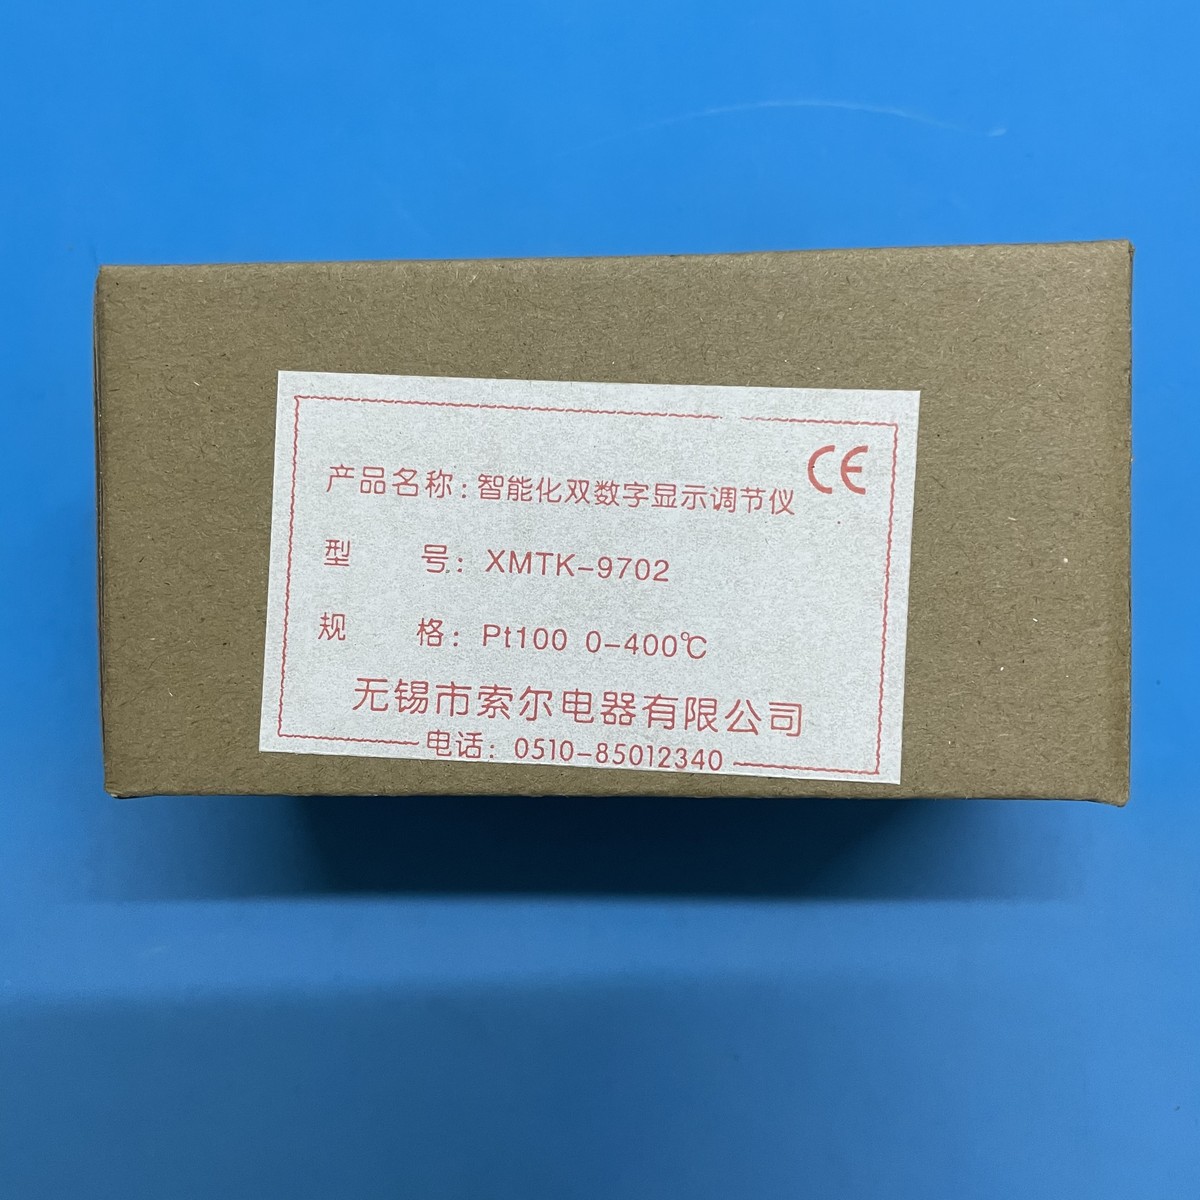 CE
产品名称：智能化双数字显示调节仪
型 号：XMTK-9702
规 格：Pt100 0-400℃
无锡市索尔电器有限公司
电话：0510-85012340